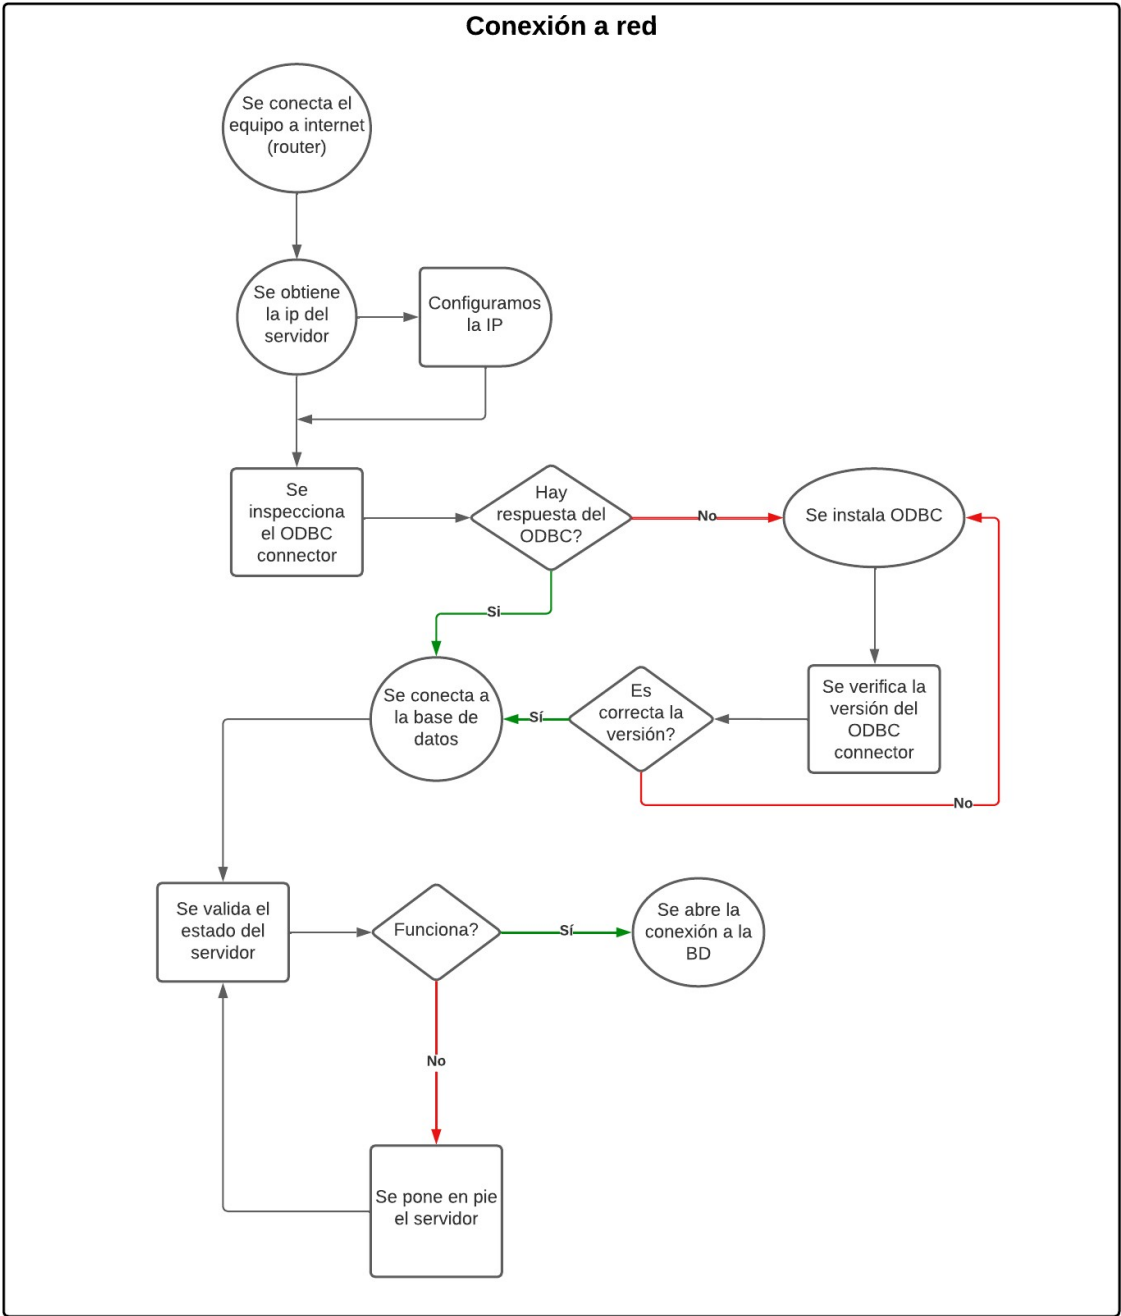 Conexión a red
Se conecta el
equipo a internet
(router)
Se obtiene
la ip del
servidor
Configuramos
la IP
Se
inspecciona
el ODBC
connector
Hay
respuesta del
ODBC?
No
Se instala ODBC
Si
Se conecta a
la base de
datos
Sí
Es
correcta la
versión?
Se verifica la
versión del
ODBC
connector
No
Se valida el
estado del
servidor
Funciona?
Sí
Se abre la
conexión a la
BD
No
Se pone en pie
el servidor